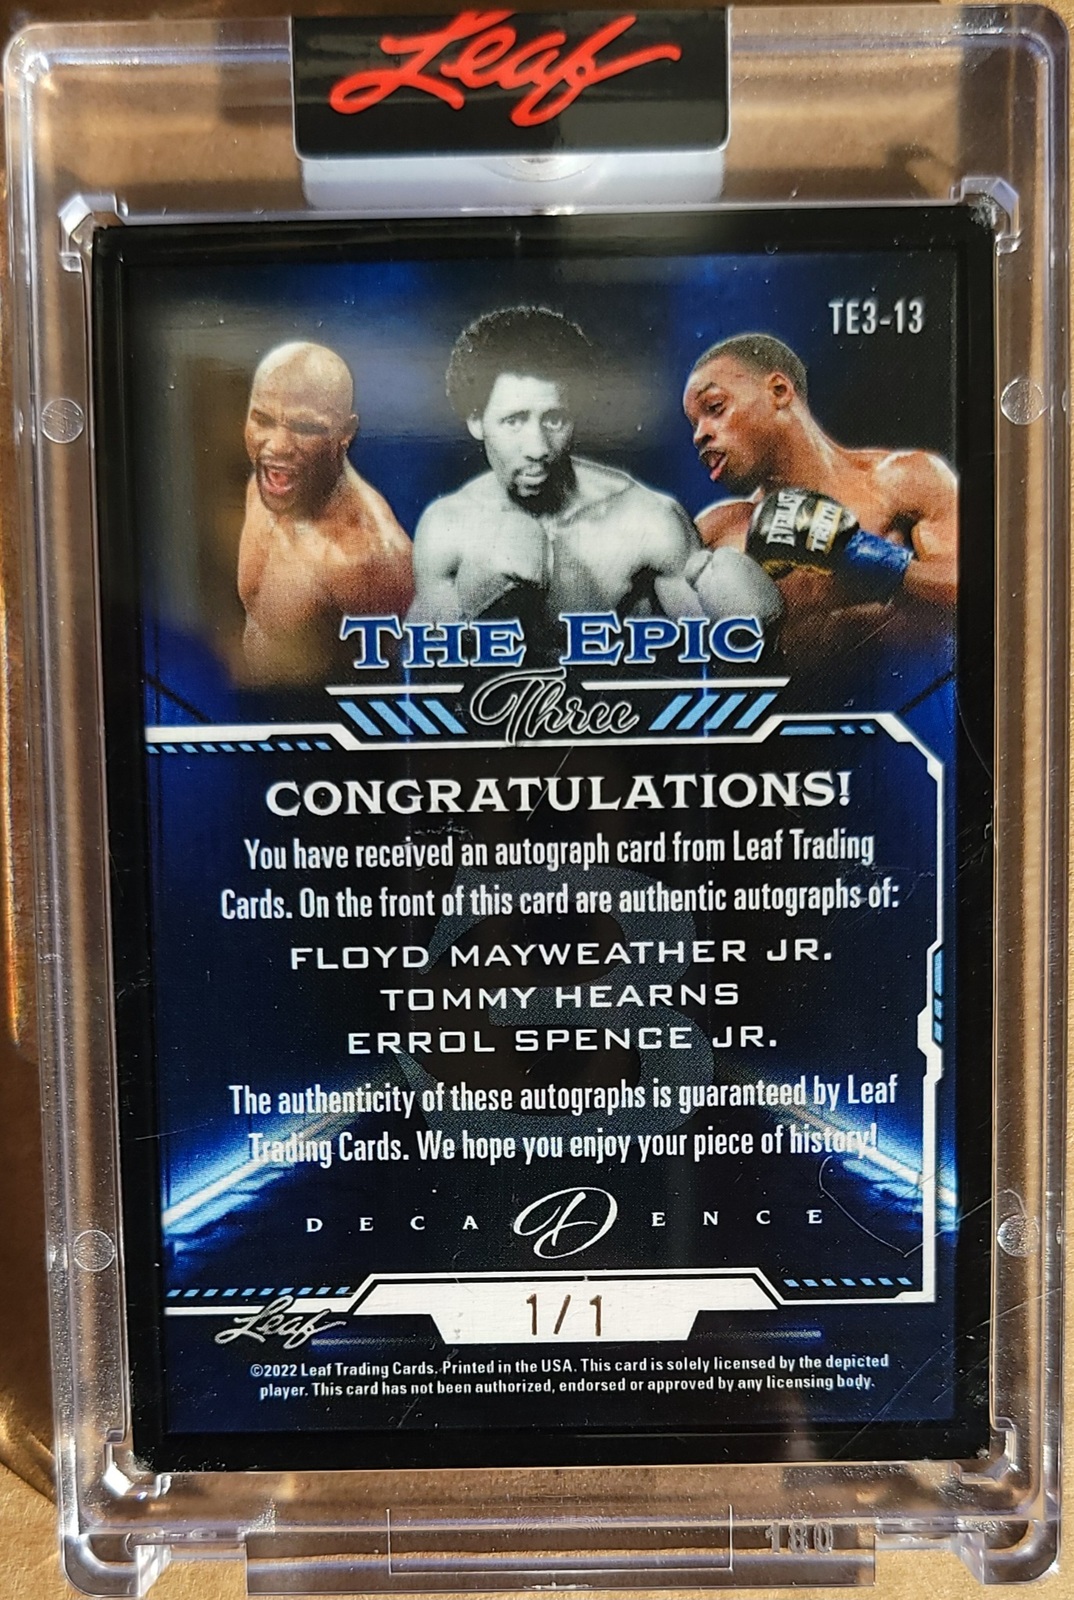 Leaf
TE3-13
EVERLAST
TRUTH
THE EPIC
Three
CONGRATULATIONS!
You have received an autograph card from Leaf Trading
Cards. On the front of this card are authentic autographs of:
FLOYD MAYWEATHER JR.
TOMMY HEARNS
ERROL SPENCE JR.
The authenticity of these autographs is guaranteed by Leaf
Trading Cards. We hope you enjoy your piece of history!
DECADENCE
1/1
Leaf
©2022 Leaf Trading Cards. Printed in the USA. This card is solely licensed by the depicted
player. This card has not been authorized, endorsed or approved by any licensing body.
180